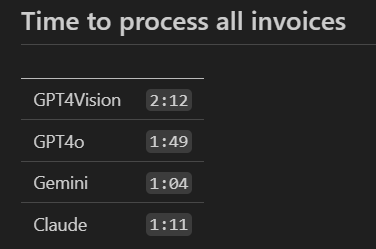 Time to process all invoices
GPT4Vision 2:12
GPT4o 1:49
Gemini 1:04
Claude 1:11